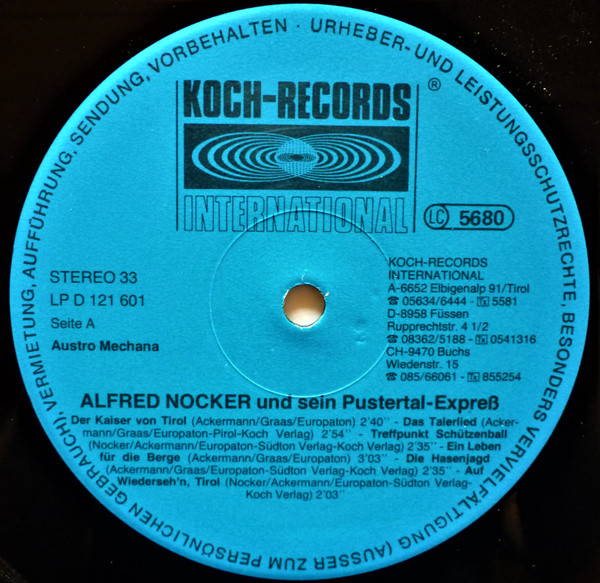 URHEBER- UND LEISTUNGSSCHUTZRECHTE, BESONDERS VERVIELFÄLTIGUNG (AUSSER ZUM PERSÖNLICHEN GEBRAUCH), VERMIETUNG, AUFFÜHRUNG, SENDUNG, VORBEHALTEN ·
KOCH-RECORDS
®
INTERNATIONAL
LC 5680
STEREO 33
LP D 121 601
Seite A
Austro Mechana
KOCH-RECORDS
INTERNATIONAL
A-6652 Elbigenalp 91/Tirol
☎ 05634/6444 - Tx 5581
D-8958 Füssen
Rupprechtstr. 4 1/2
☎ 08362/5188 - Tx 0541316
CH-9470 Buchs
Wiedenstr. 15
☎ 085/66061 - Tx 855254
ALFRED NOCKER und sein Pustertal-Expreß
Der Kaiser von Tirol (Ackermann/Graas/Europaton) 2'40'' - Das Talerlied (Acker-
mann/Graas/Europaton-Pirol-Koch Verlag) 2'54'' - Treffpunkt Schützenball
(Nocker/Ackermann/Europaton-Südton Verlag-Koch Verlag) 2'35'' - Ein Leben
für die Berge (Ackermann/Graas/Europaton) 3'03'' - Die Hasenjagd
(Ackermann/Graas/Europaton-Südton Verlag-Koch Verlag) 2'35'' - Auf
Wiederseh'n, Tirol (Nocker/Ackermann/Europaton-Südton Verlag-
Koch Verlag) 2'03''